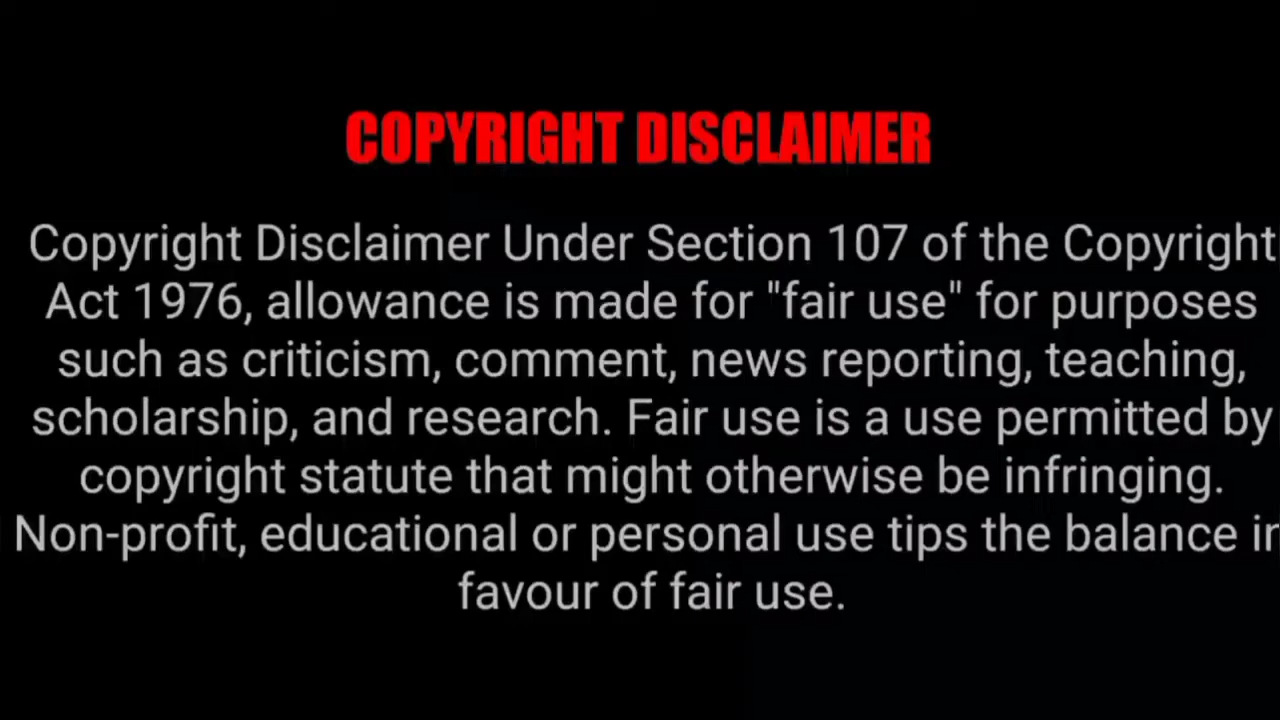 COPYRIGHT DISCLAIMER
Copyright Disclaimer Under Section 107 of the Copyright
Act 1976, allowance is made for "fair use" for purposes
such as criticism, comment, news reporting, teaching,
scholarship, and research. Fair use is a use permitted by
copyright statute that might otherwise be infringing.
Non-profit, educational or personal use tips the balance in
favour of fair use.